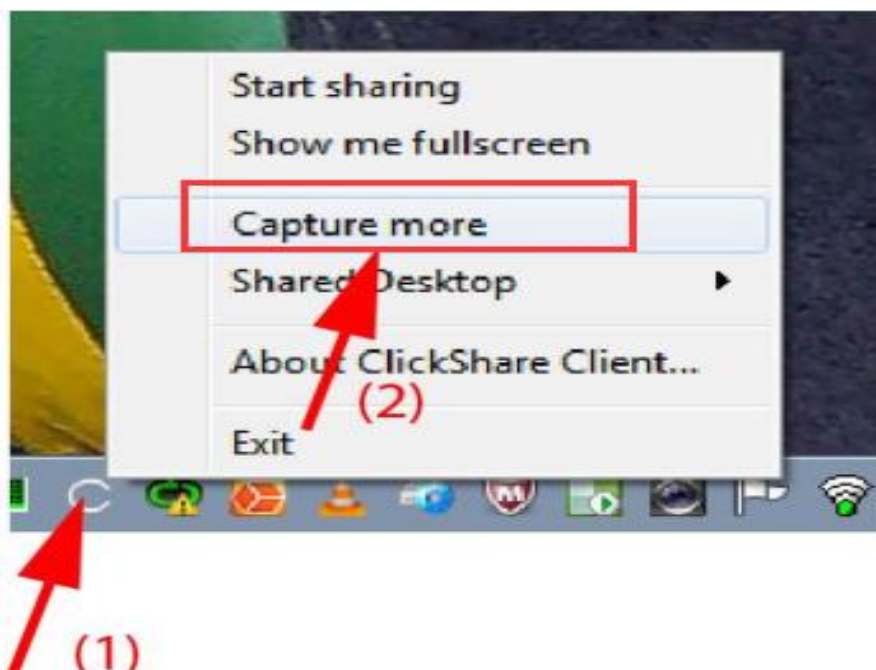 Start sharing
Show me fullscreen
Capture more
Shared Desktop
About ClickShare Client...
(2)
Exit
(1)